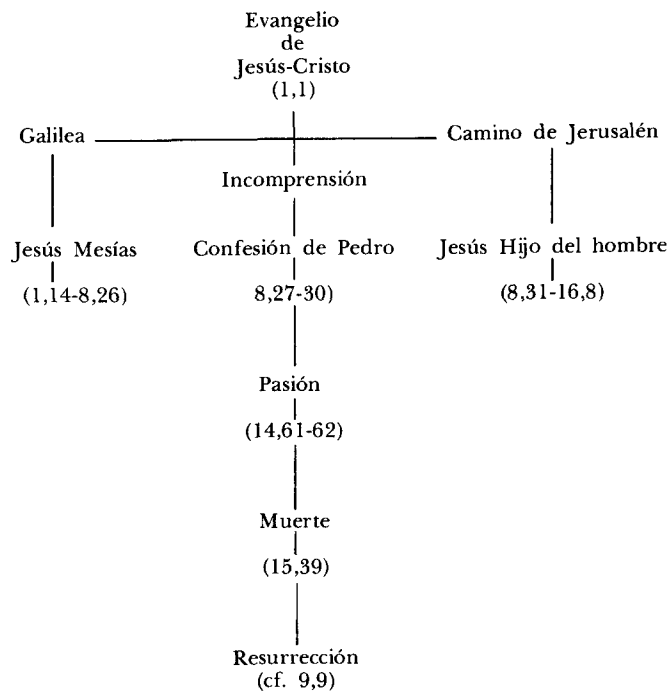 Evangelio
de
Jesús-Cristo
(1,1)
Galilea
Camino de Jerusalén
Incomprensión
Jesús Mesías
Confesión de Pedro
Jesús Hijo del hombre
(1,14-8,26)
8,27-30)
(8,31-16,8)
Pasión
(14,61-62)
Muerte
(15,39)
Resurrección
(cf. 9,9)